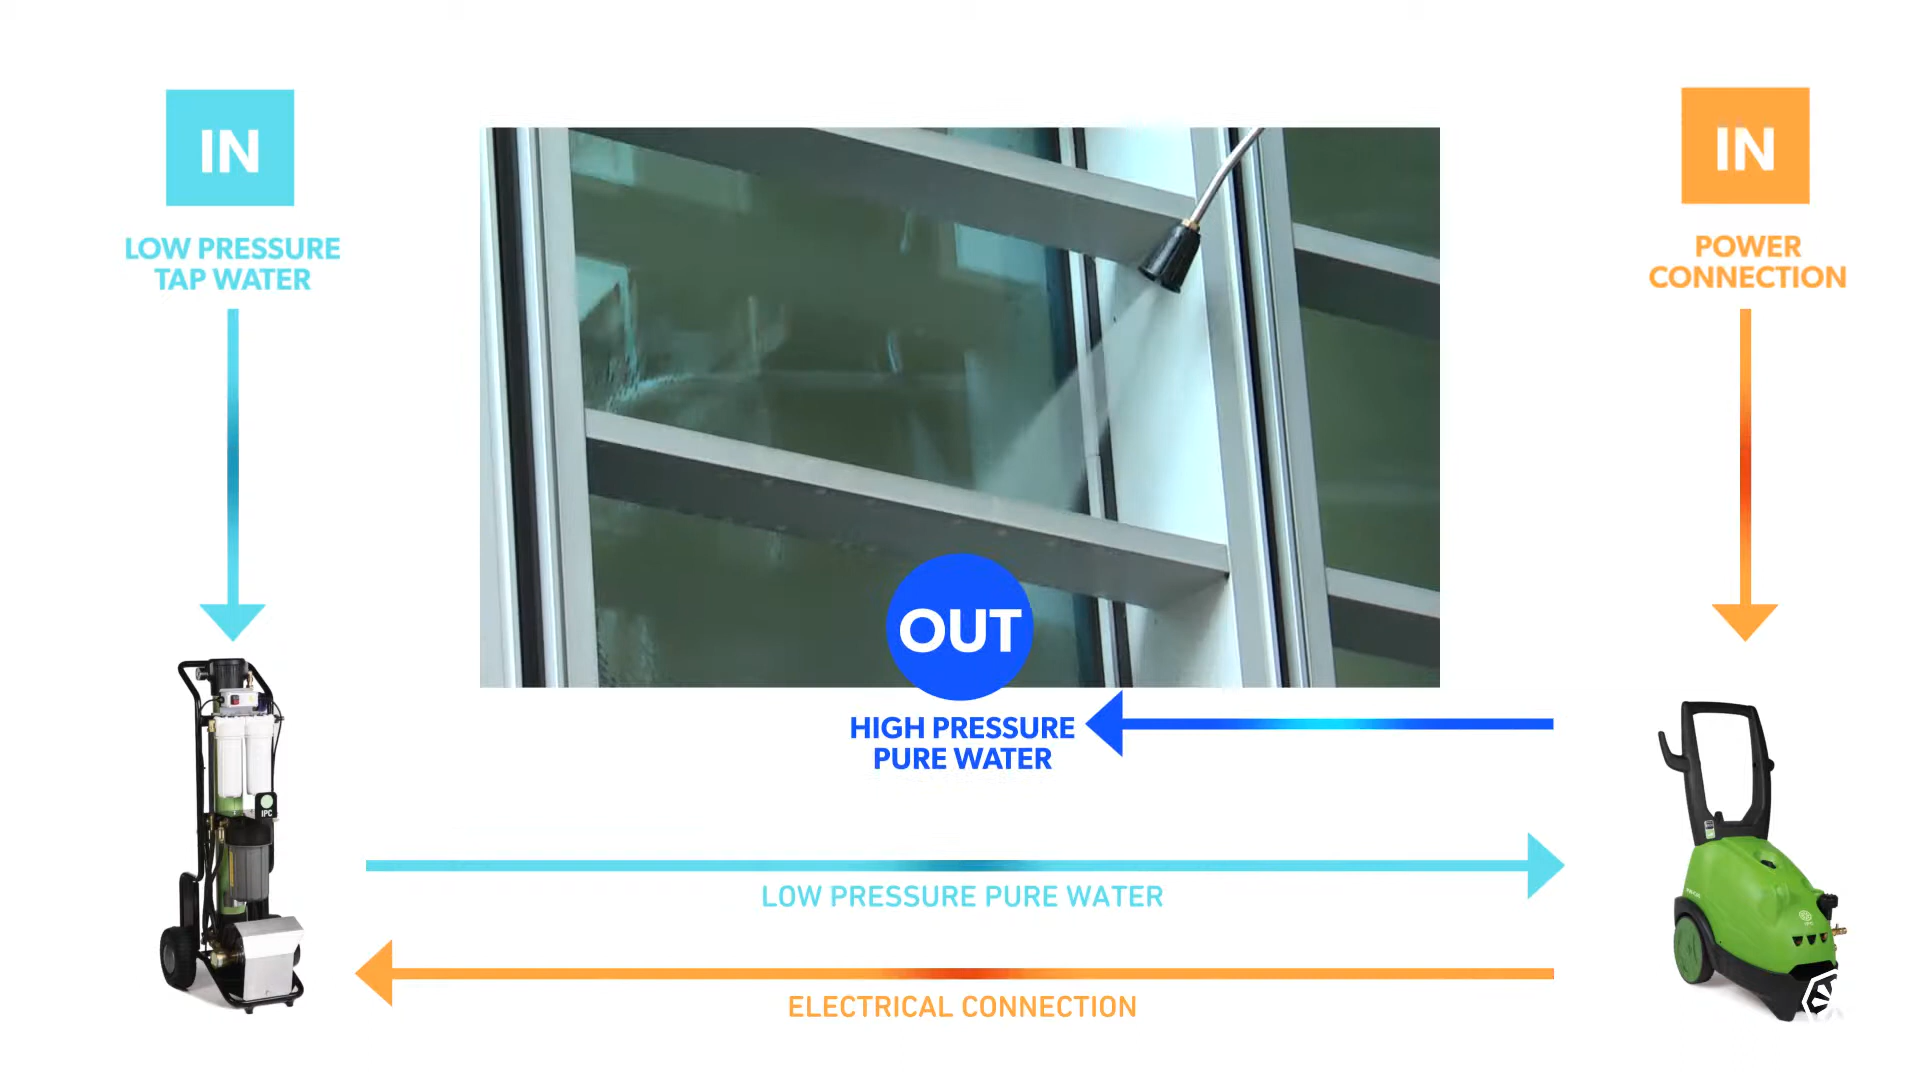 IN
LOW PRESSURE
TAP WATER
IN
POWER
CONNECTION
OUT
HIGH PRESSURE
PURE WATER
IPC
LOW PRESSURE PURE WATER
ELECTRICAL CONNECTION